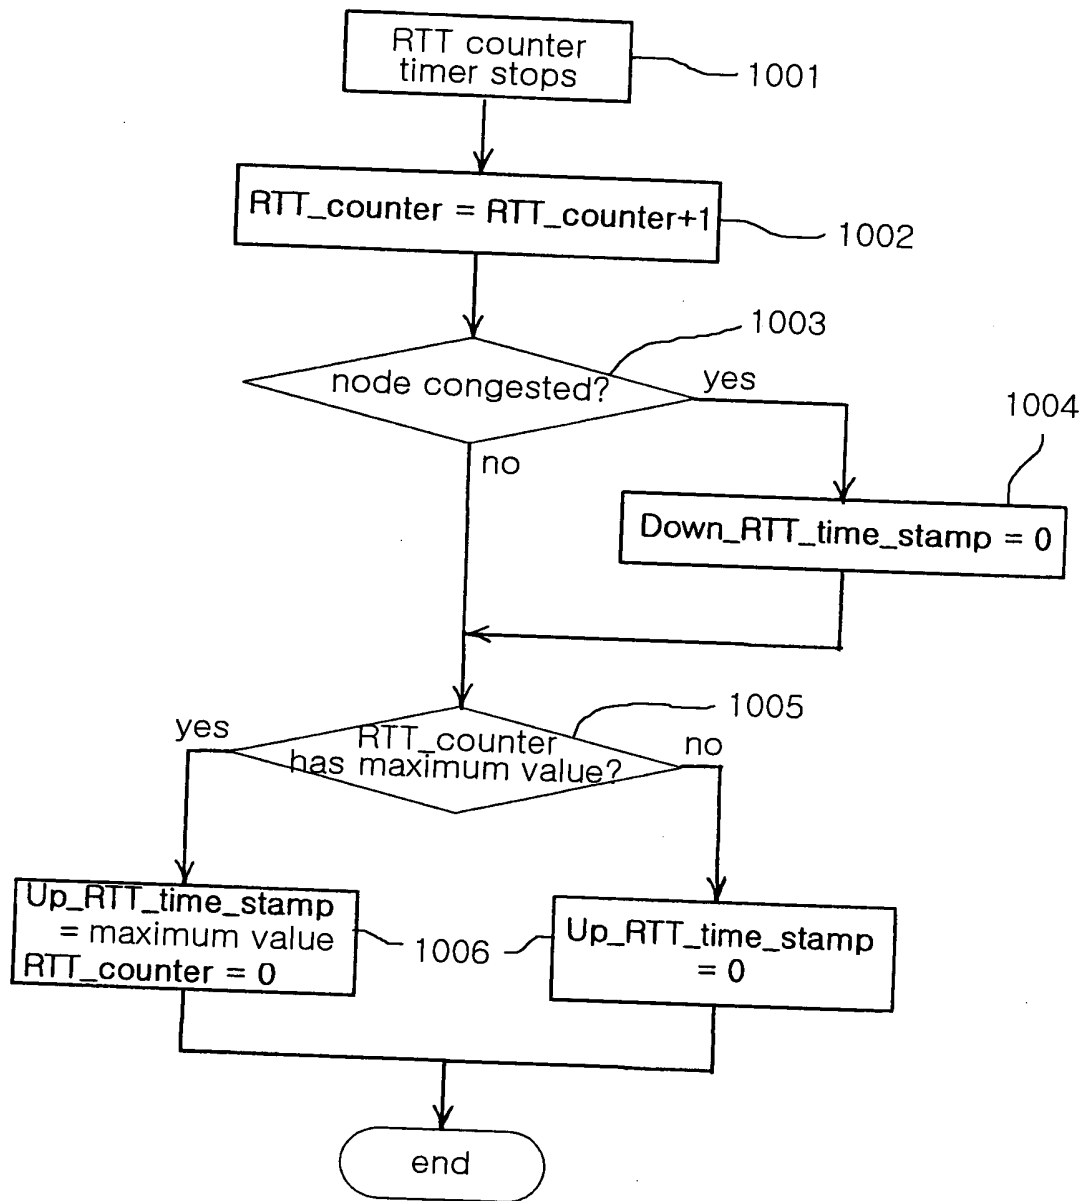 RTT counter
timer stops
1001
RTT_counter = RTT_counter+1
1002
1003
node congested?
yes
no
1004
Down_RTT_time_stamp = 0
1005
yes
RTT_counter
has maximum value?
no
Up_RTT_time_stamp
= maximum value
RTT_counter = 0
1006
Up_RTT_time_stamp
= 0
end